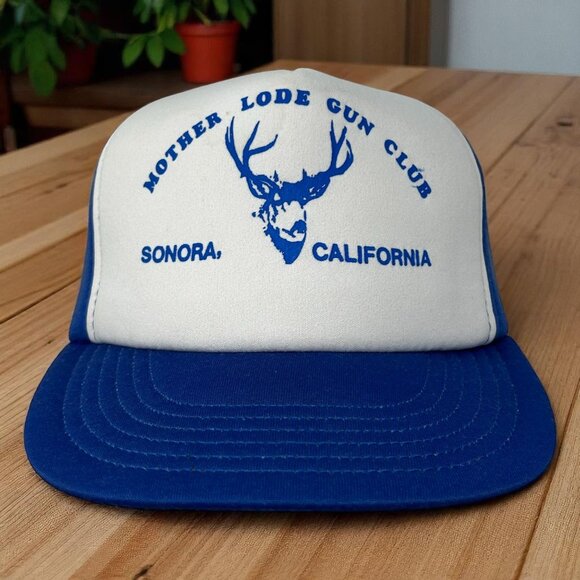 MOTHER LODE GUN CLUB
SONORA, CALIFORNIA